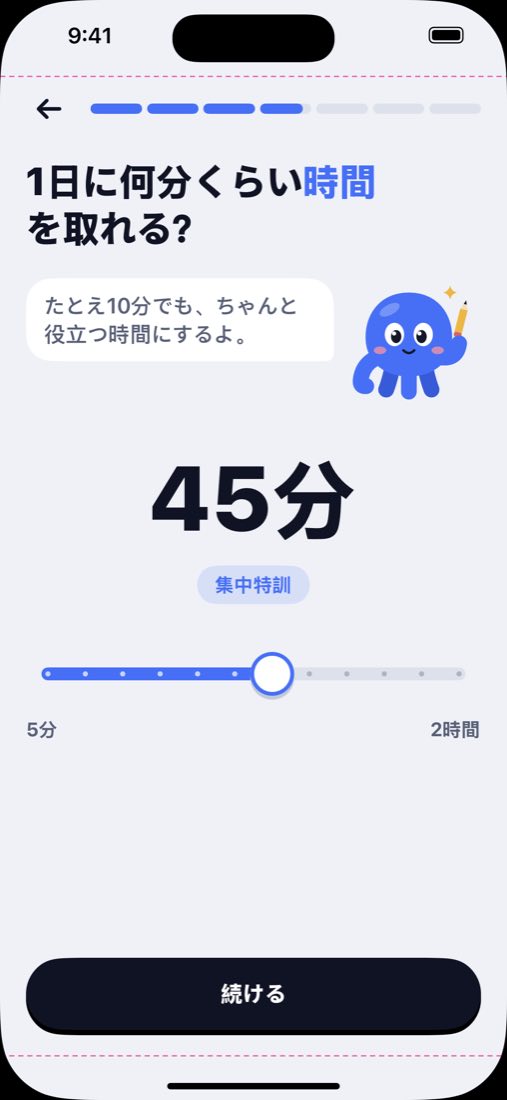 9:41
1日に何分くらい時間
を取れる?
たとえ10分でも、ちゃんと
役立つ時間にするよ。
45分
集中特訓
5分
2時間
続ける